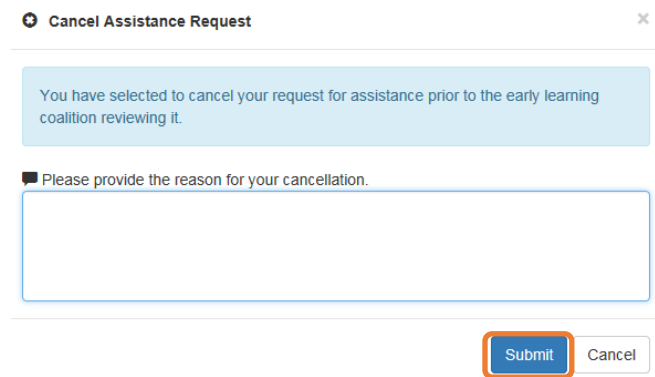 Cancel Assistance Request
You have selected to cancel your request for assistance prior to the early learning
coalition reviewing it.
Please provide the reason for your cancellation.
Submit Cancel